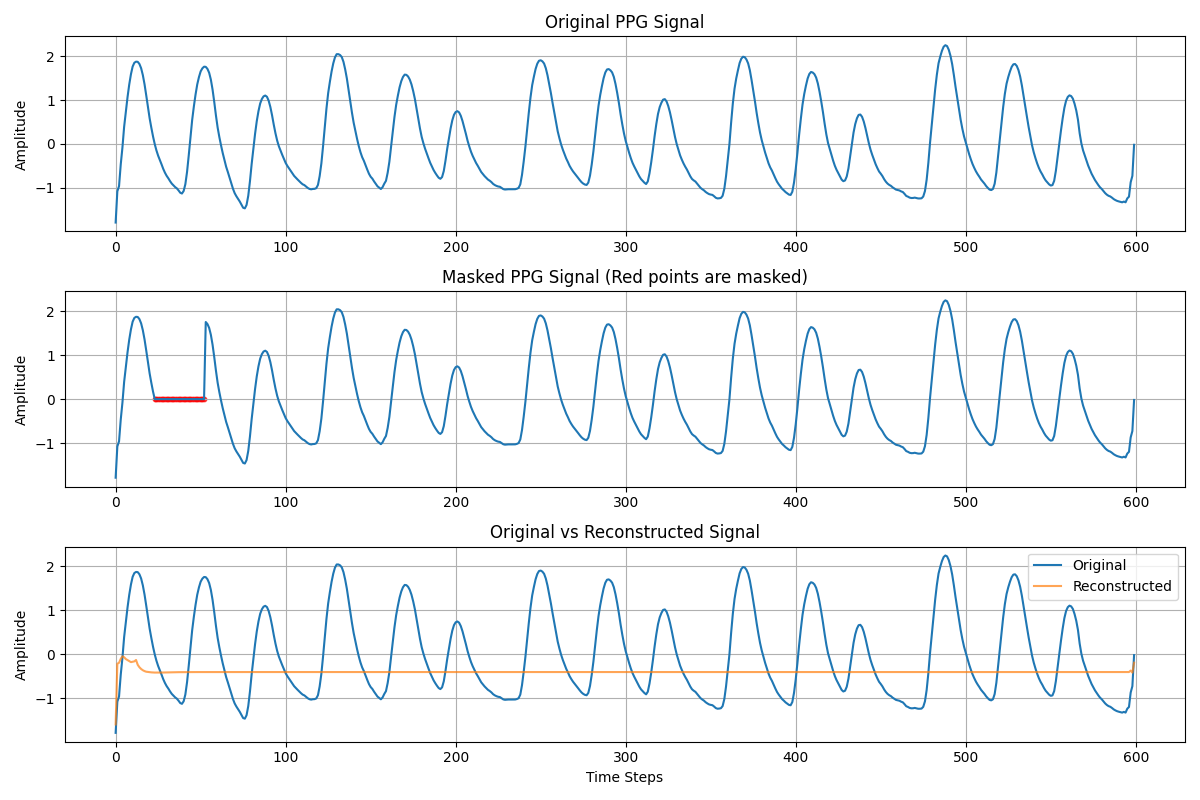 Original PPG Signal
Amplitude
2
1
0
−1
0 100 200 300 400 500 600
Masked PPG Signal (Red points are masked)
Amplitude
2
1
0
−1
0 100 200 300 400 500 600
Original vs Reconstructed Signal
Amplitude
2
1
0
−1
Original
Reconstructed
0 100 200 300 400 500 600
Time Steps